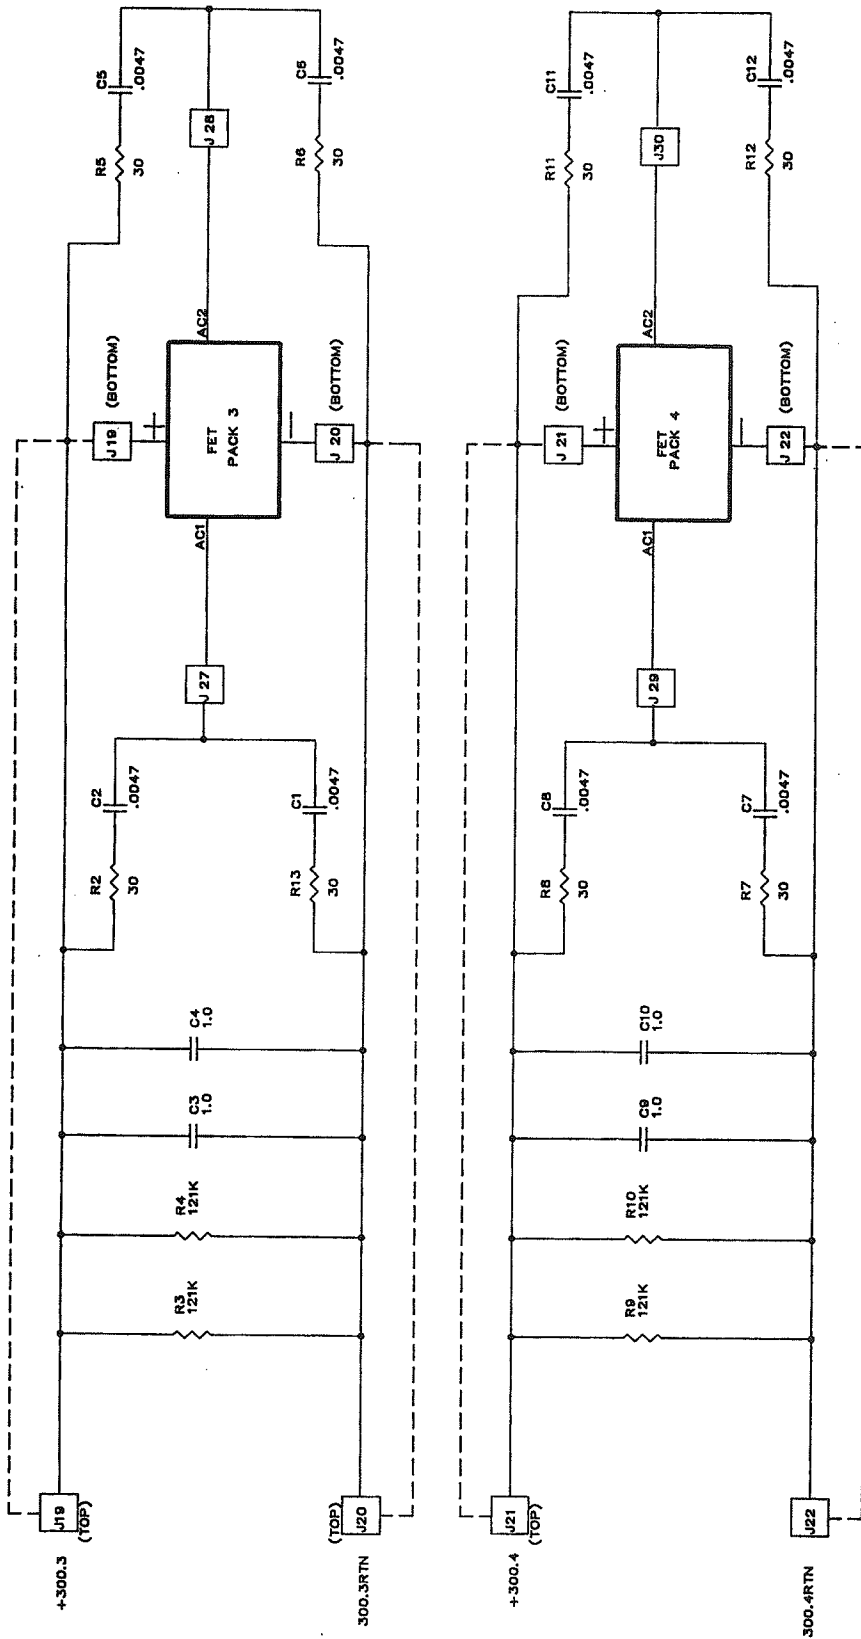 +300.3
J19
(TOP)
R3
121K
R4
121K
C3
1.0
C4
1.0
R2
30
C2
.0047
R13
30
C1
.0047
J 27
AC1
J19
(BOTTOM)
+
FET
PACK 3
−
J 20
(BOTTOM)
AC2
J 28
R5
30
C5
.0047
R6
30
C6
.0047
300.3RTN
(TOP)
J20
+300.4
J21
(TOP)
R9
121K
R10
121K
C9
1.0
C10
1.0
R8
30
C8
.0047
R7
30
C7
.0047
J 29
AC1
J 21
(BOTTOM)
+
FET
PACK 4
−
J 22
(BOTTOM)
AC2
J30
R11
30
C11
.0047
R12
30
C12
.0047
300.4RTN
J22